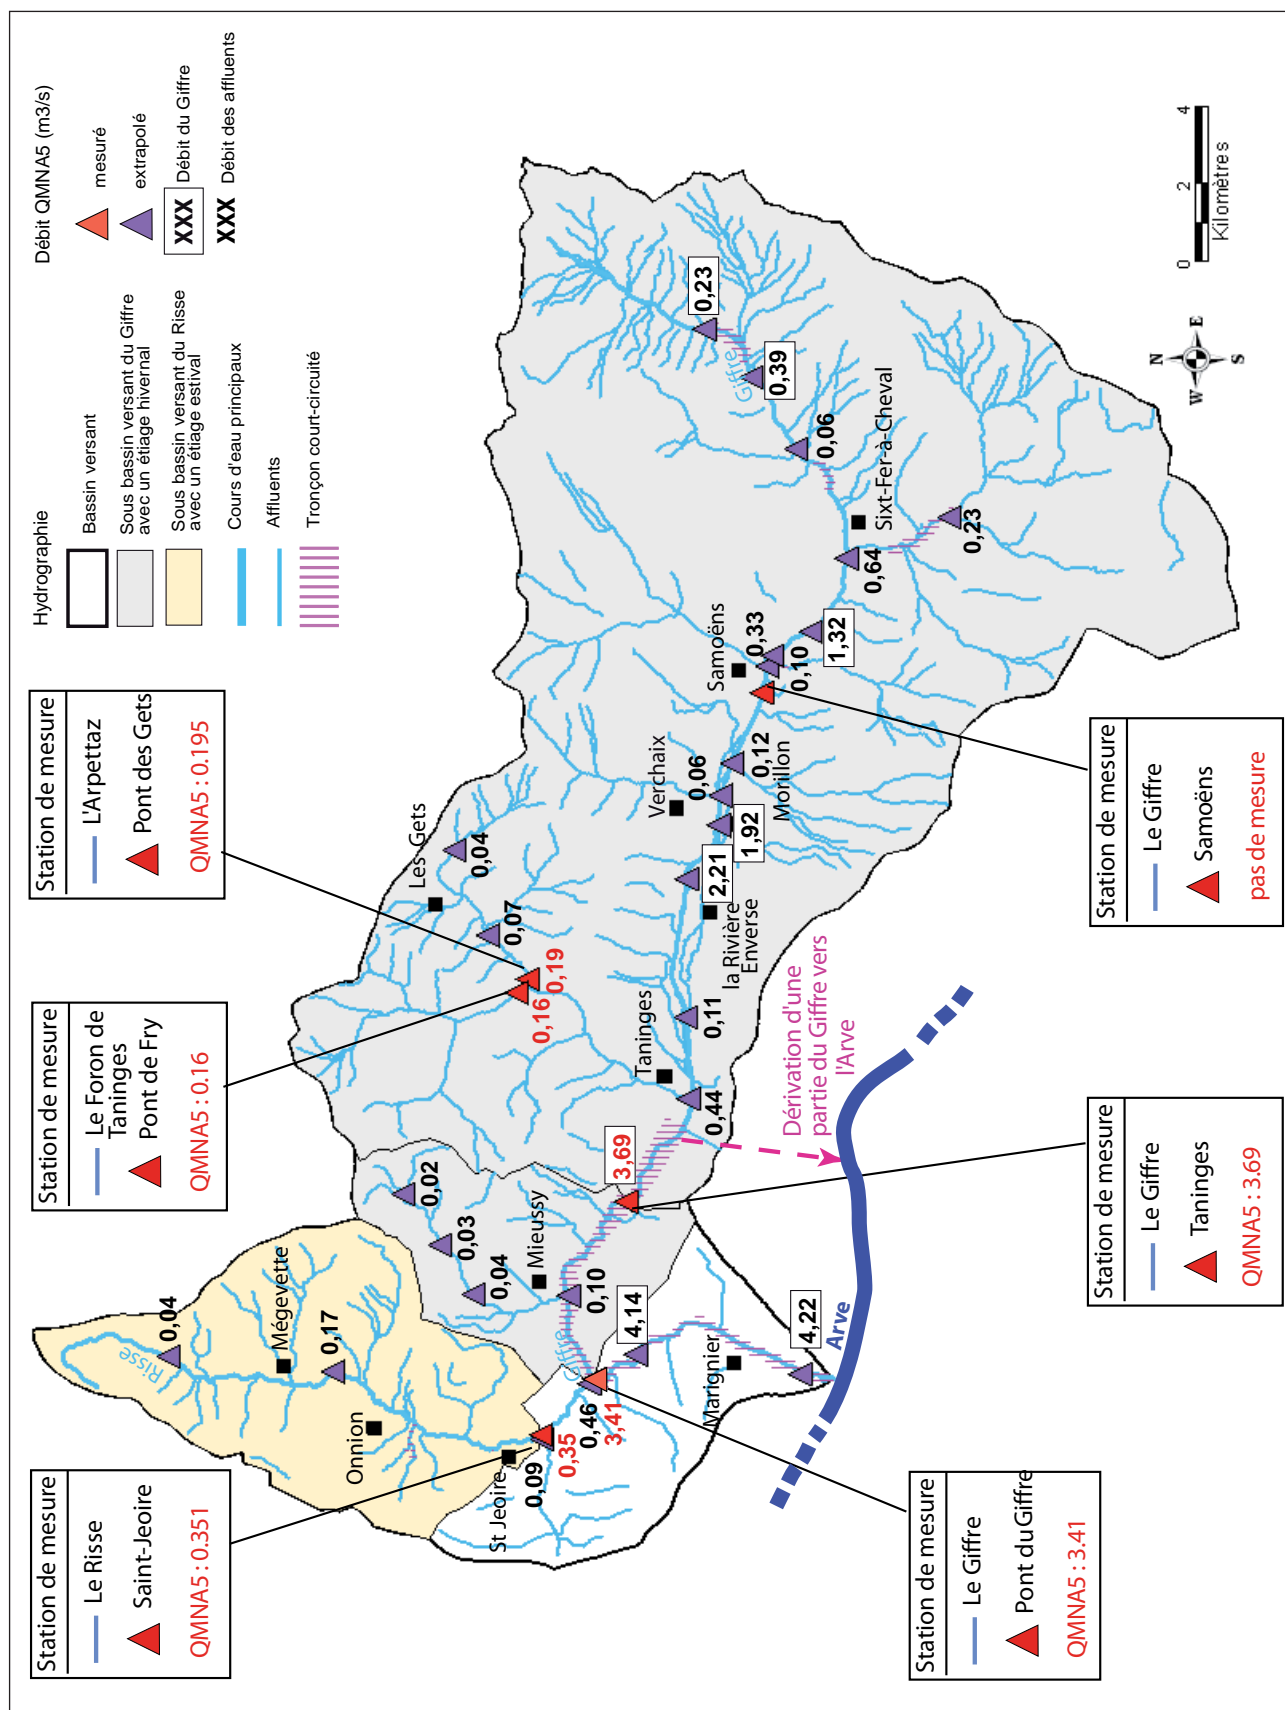 Station de mesure
Le Risse
Saint-Jeoire
QMNA5 : 0.351
Station de mesure
Le Foron de
Taninges
Pont de Fry
QMNA5 : 0.16
Station de mesure
L'Arpettaz
Pont des Gets
QMNA5 : 0.195
Hydrographie
Bassin versant
Sous bassin versant du Giffre
avec un étiage hivernal
Sous bassin versant du Risse
avec un étiage estival
Cours d'eau principaux
Affluents
Tronçon court-circuité
Débit QMNA5 (m3/s)
mesuré
extrapolé
XXX
Débit du Giffre
XXX
Débit des affluents
Risse
0,04
Mégevette
0,17
Onnion
St Jeoire
0,09
0,35
0,46
3,41
Giffre
0,02
0,03
0,04
Mieussy
0,10
4,14
Marignier
4,22
Arve
3,69
Taninges
0,44
0,11
Les Gets
0,04
0,07
0,19
0,16
la Rivière
Enverse
2,21
1,92
Verchaix
0,06
0,12
Morillon
Samoëns
0,33
0,10
1,32
0,64
Sixt-Fer-à-Cheval
0,23
0,06
Giffre
0,39
0,23
Dérivation d'une
partie du Giffre vers
l'Arve
Station de mesure
Le Giffre
Pont du Giffre
QMNA5 : 3.41
Station de mesure
Le Giffre
Taninges
QMNA5 : 3.69
Station de mesure
Le Giffre
Samoëns
pas de mesure
N
W
E
S
0
2
4
Kilomètres